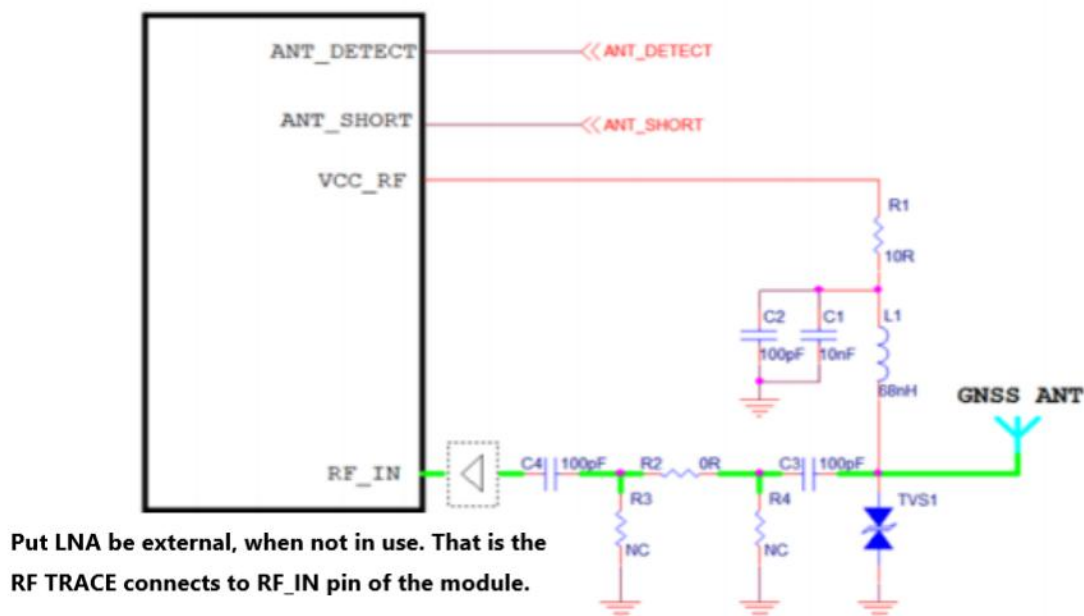 ANT_DETECT
ANT_DETECT
ANT_SHORT
ANT_SHORT
VCC_RF
R1
10R
C2
C1
L1
100pF
10nF
68nH
GNSS ANT
RF_IN
C4
100pF
R2
0R
C3
100pF
R3
R4
TVS1
NC
NC
Put LNA be external, when not in use. That is the
RF TRACE connects to RF_IN pin of the module.